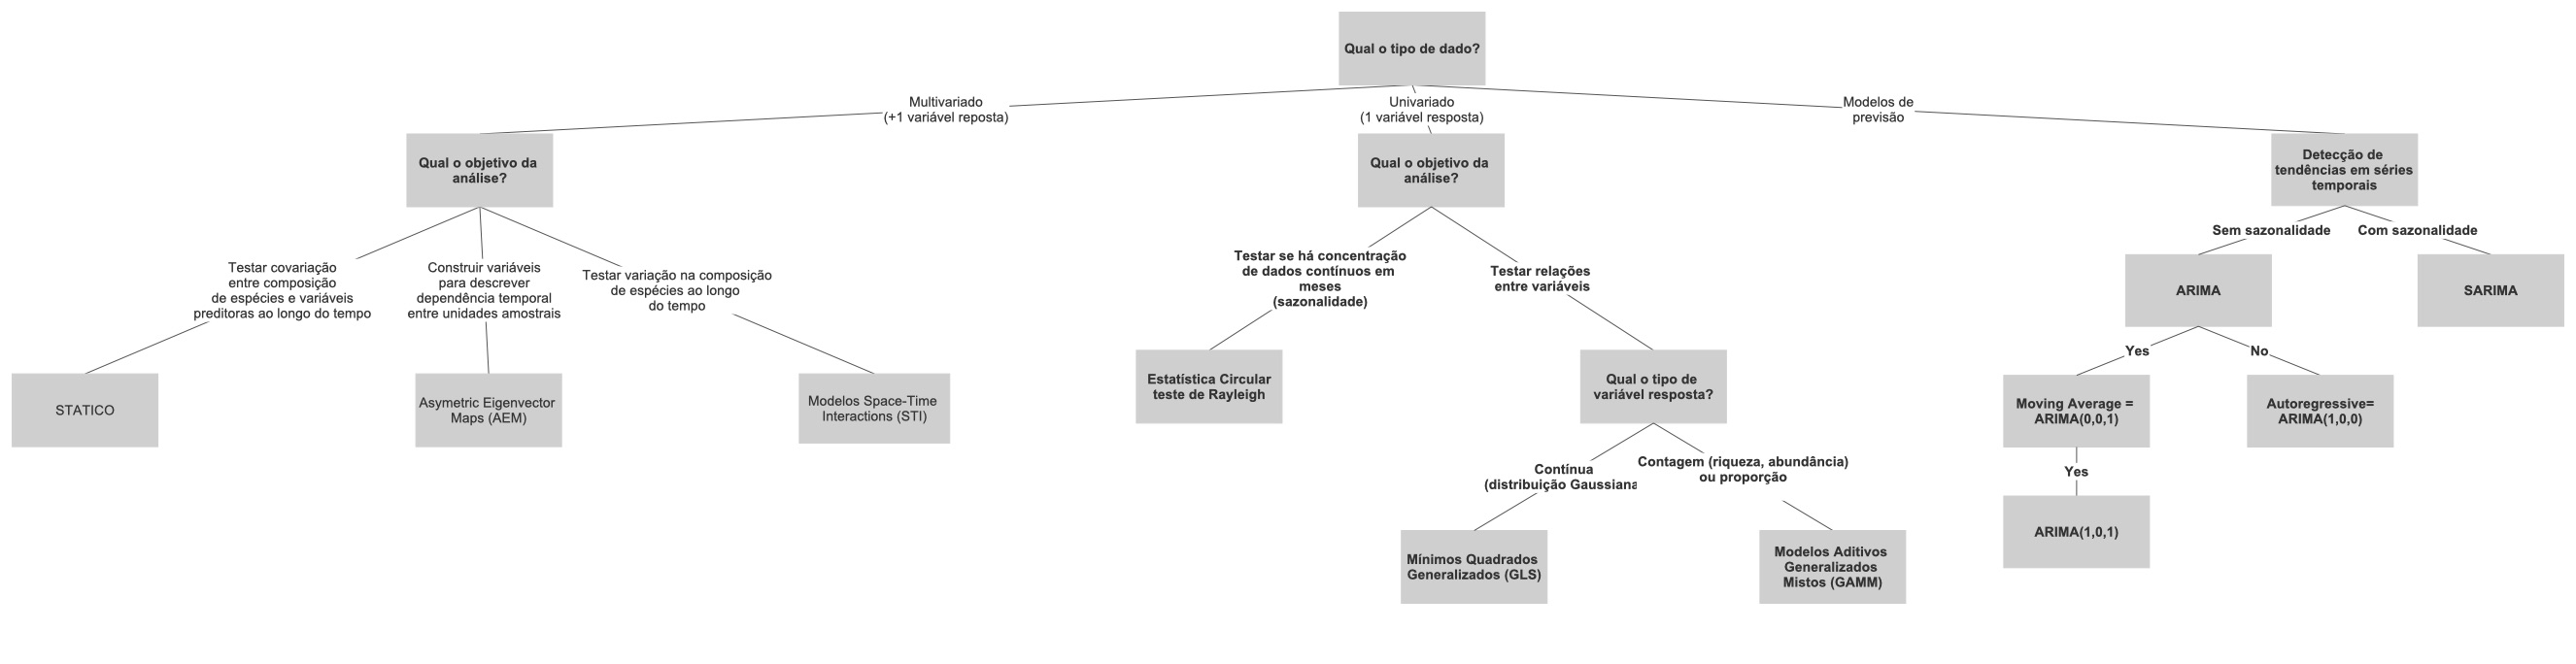 Qual o tipo de dado?
Multivariado
(+1 variável reposta)
Univariado
(1 variável resposta)
Modelos de
previsão
Qual o objetivo da
análise?
Qual o objetivo da
análise?
Detecção de
tendências em séries
temporais
Testar covariação
entre composição
de espécies e variáveis
preditoras ao longo do tempo
Construir variáveis
para descrever
dependência temporal
entre unidades amostrais
Testar variação na composição
de espécies ao longo
do tempo
Testar se há concentração
de dados contínuos em
meses
(sazonalidade)
Testar relações
entre variáveis
Sem sazonalidade
Com sazonalidade
ARIMA
SARIMA
STATICO
Asymetric Eigenvector
Maps (AEM)
Modelos Space-Time
Interactions (STI)
Estatística Circular
teste de Rayleigh
Qual o tipo de
variável resposta?
Yes
No
Moving Average =
ARIMA(0,0,1)
Autoregressive=
ARIMA(1,0,0)
Contínua
(distribuição Gaussiana
Contagem (riqueza, abundância)
ou proporção
Yes
ARIMA(1,0,1)
Mínimos Quadrados
Generalizados (GLS)
Modelos Aditivos
Generalizados
Mistos (GAMM)